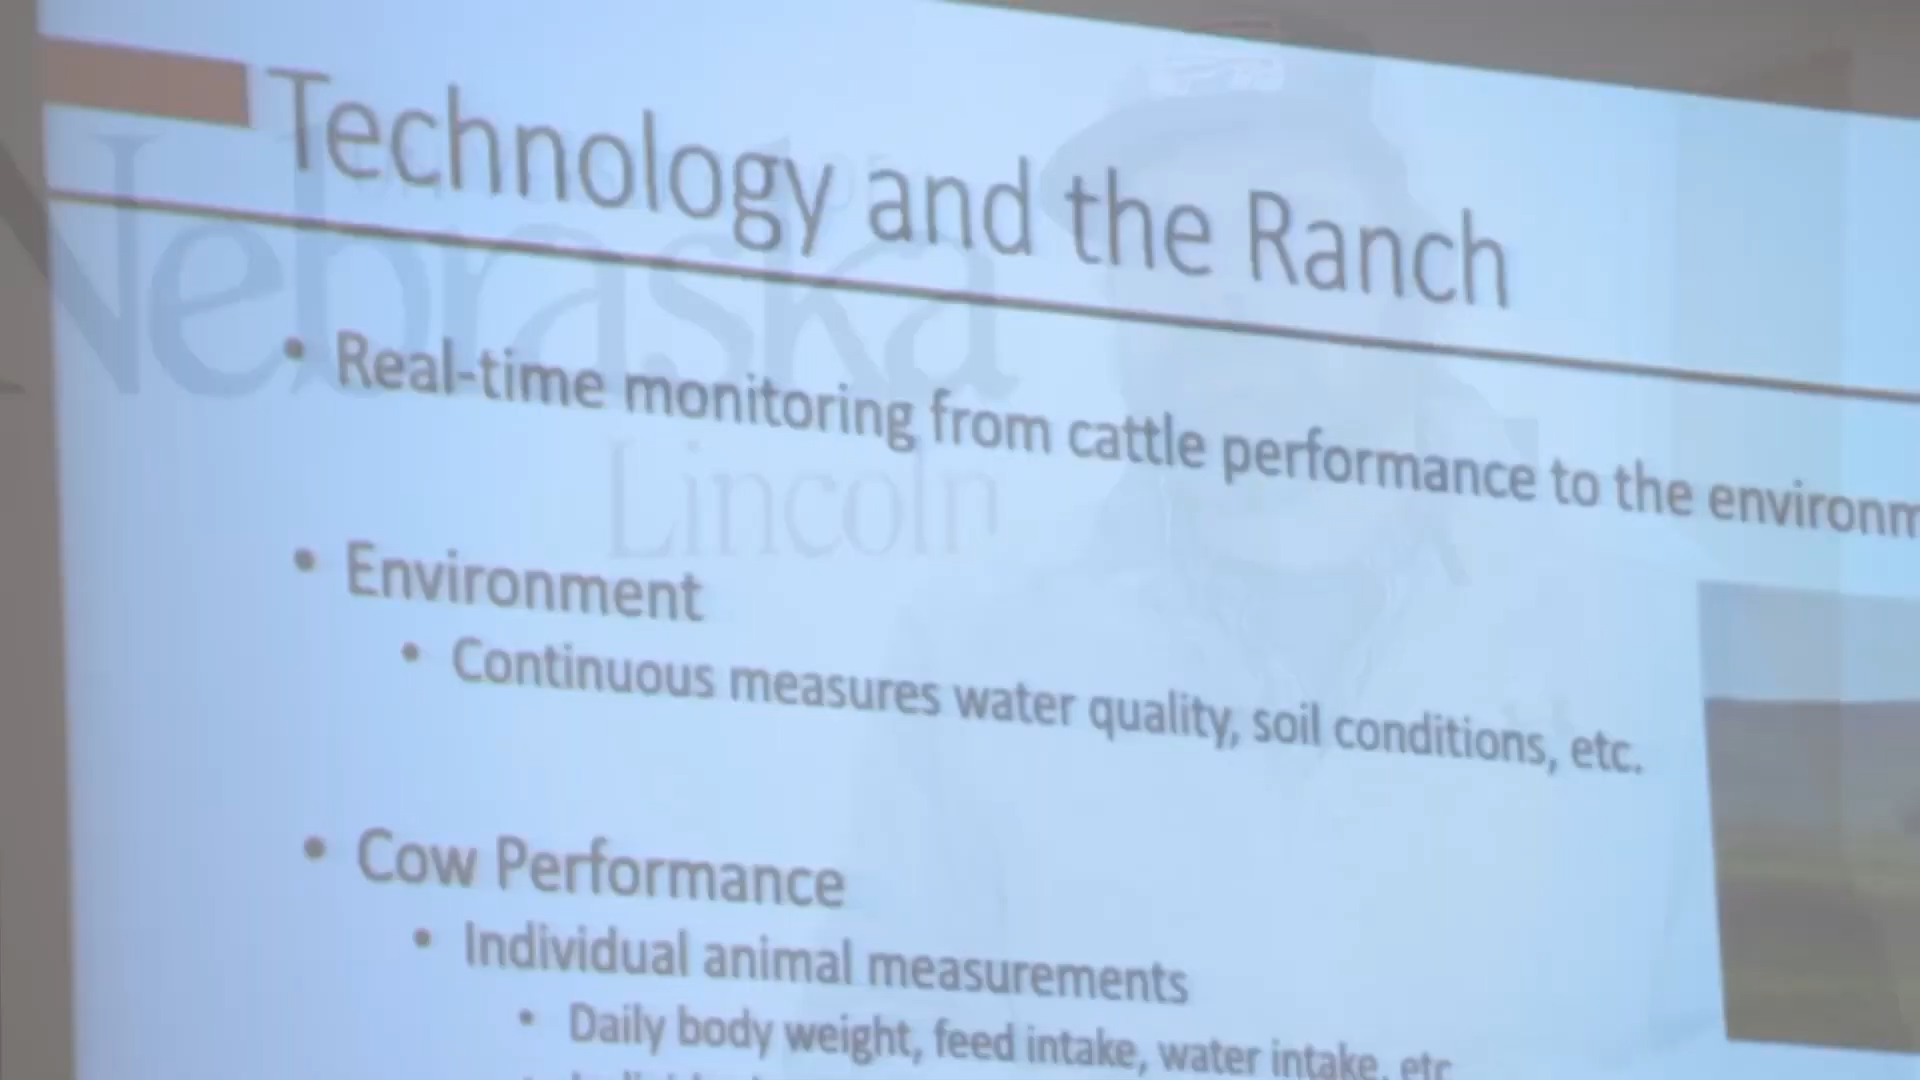 Technology and the Ranch
Nebraska
• Real-time monitoring from cattle performance to the
Lincoln
• Environment
• Continuous measures water quality, soil conditions, etc.
• Cow Performance
• Individual animal measurements
• Daily body weight, feed intake, water intake, etc